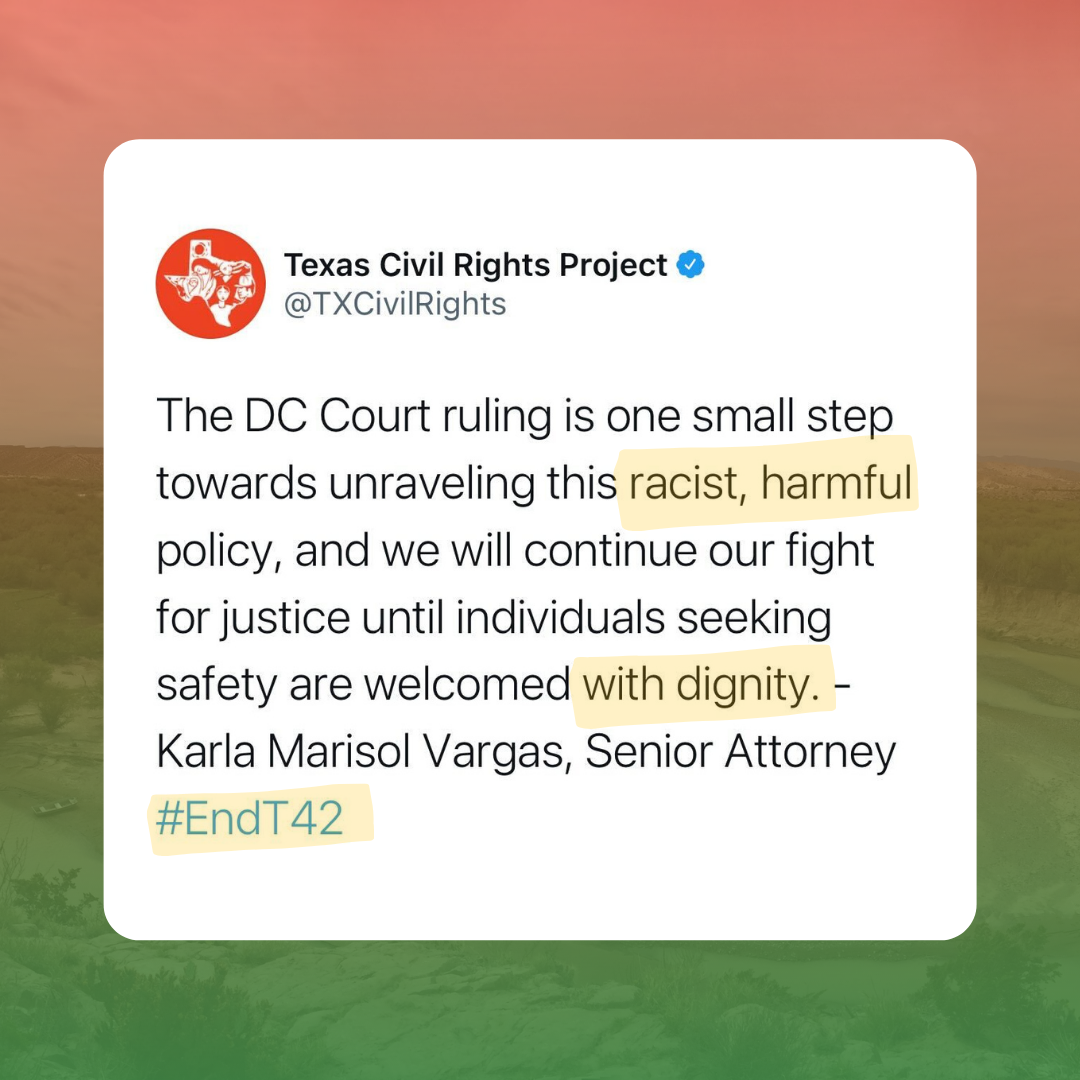 Texas Civil Rights Project
@TXCivilRights
The DC Court ruling is one small step
towards unraveling this racist, harmful
policy, and we will continue our fight
for justice until individuals seeking
safety are welcomed with dignity. –
Karla Marisol Vargas, Senior Attorney
#EndT42